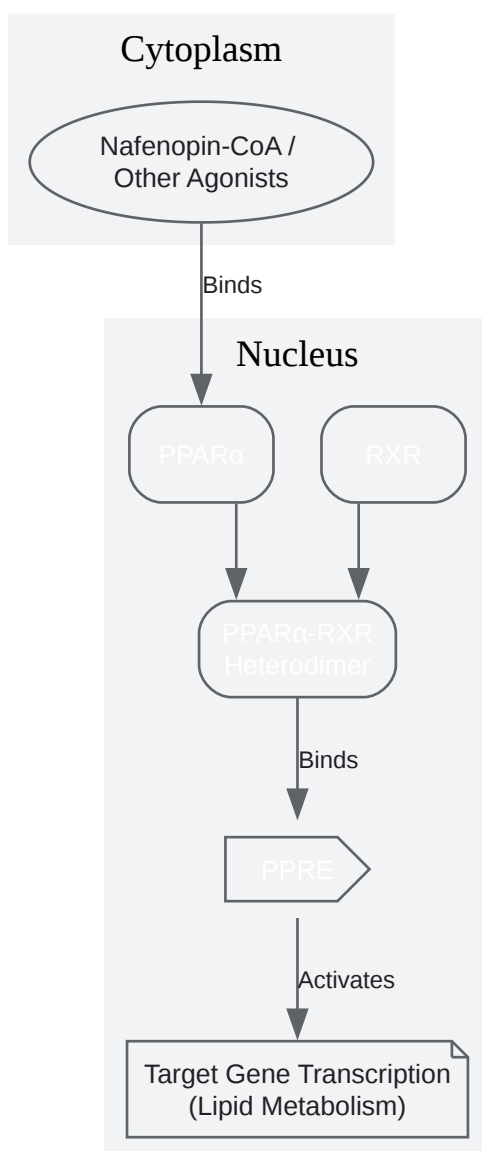 Cytoplasm
Nafenopin-CoA /
Other Agonists
Binds
Nucleus
PPARα
RXR
PPARα-RXR
Heterodimer
Binds
PPRE
Activates
Target Gene Transcription
(Lipid Metabolism)